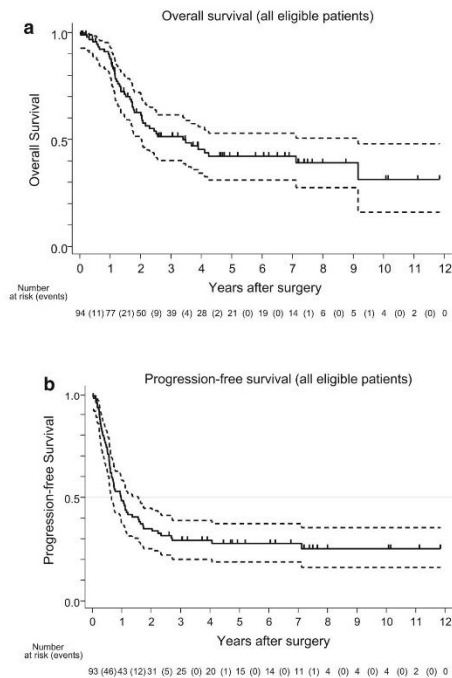 Overall survival (all eligible patients)
a
1.0
0.5
0.0
Overall Survival
0 1 2 3 4 5 6 7 8 9 10 11 12
Years after surgery
Number
at risk (events)
94 (11) 77 (21) 50 (9) 39 (4) 28 (2) 21 (0) 19 (0) 14 (1) 6 (0) 5 (1) 4 (0) 2 (0) 0
b
Progression-free survival (all eligible patients)
1.0
0.5
0.0
Progression-free Survival
0 1 2 3 4 5 6 7 8 9 10 11 12
Years after surgery
Number
at risk (events)
93 (46) 43 (12) 31 (5) 25 (0) 20 (1) 15 (0) 14 (0) 11 (1) 4 (0) 4 (0) 4 (0) 2 (0) 0